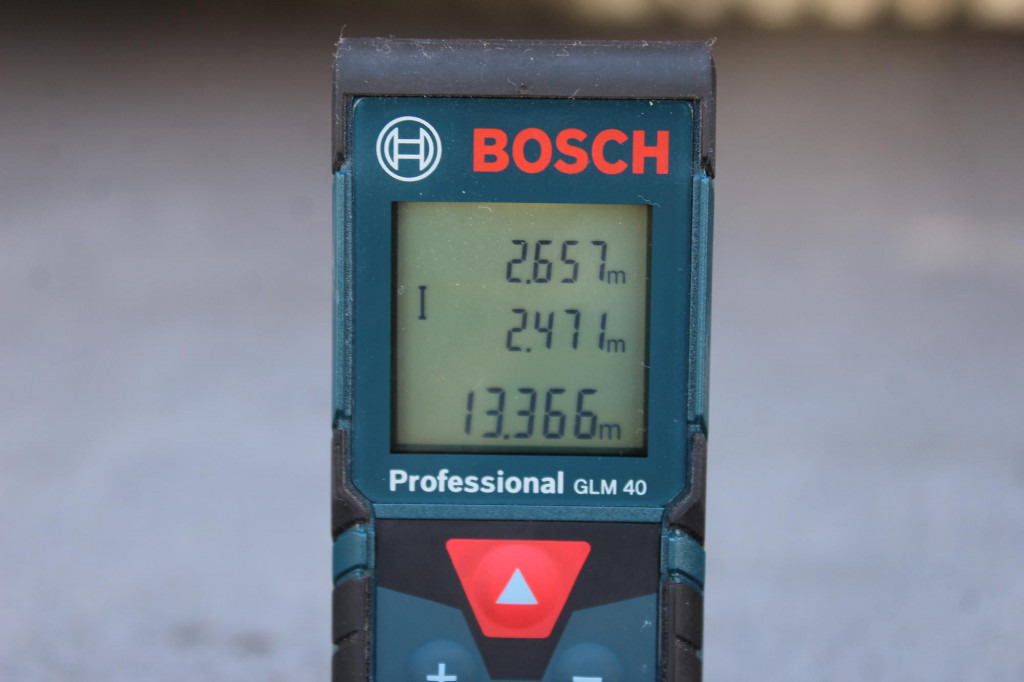 BOSCH
2.657m
2.471m
13.366m
Professional GLM 40
+ −